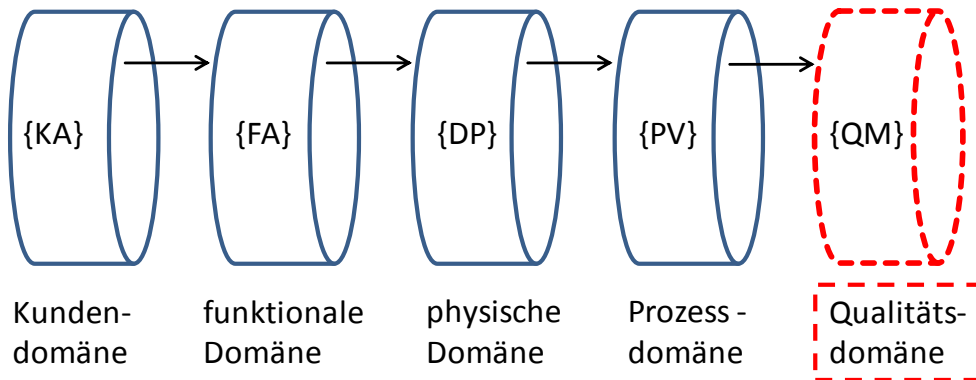 {KA} {FA} {DP} {PV} {QM}
Kunden-
domäne
funktionale
Domäne
physische
Domäne
Prozess -
domäne
Qualitäts-
domäne